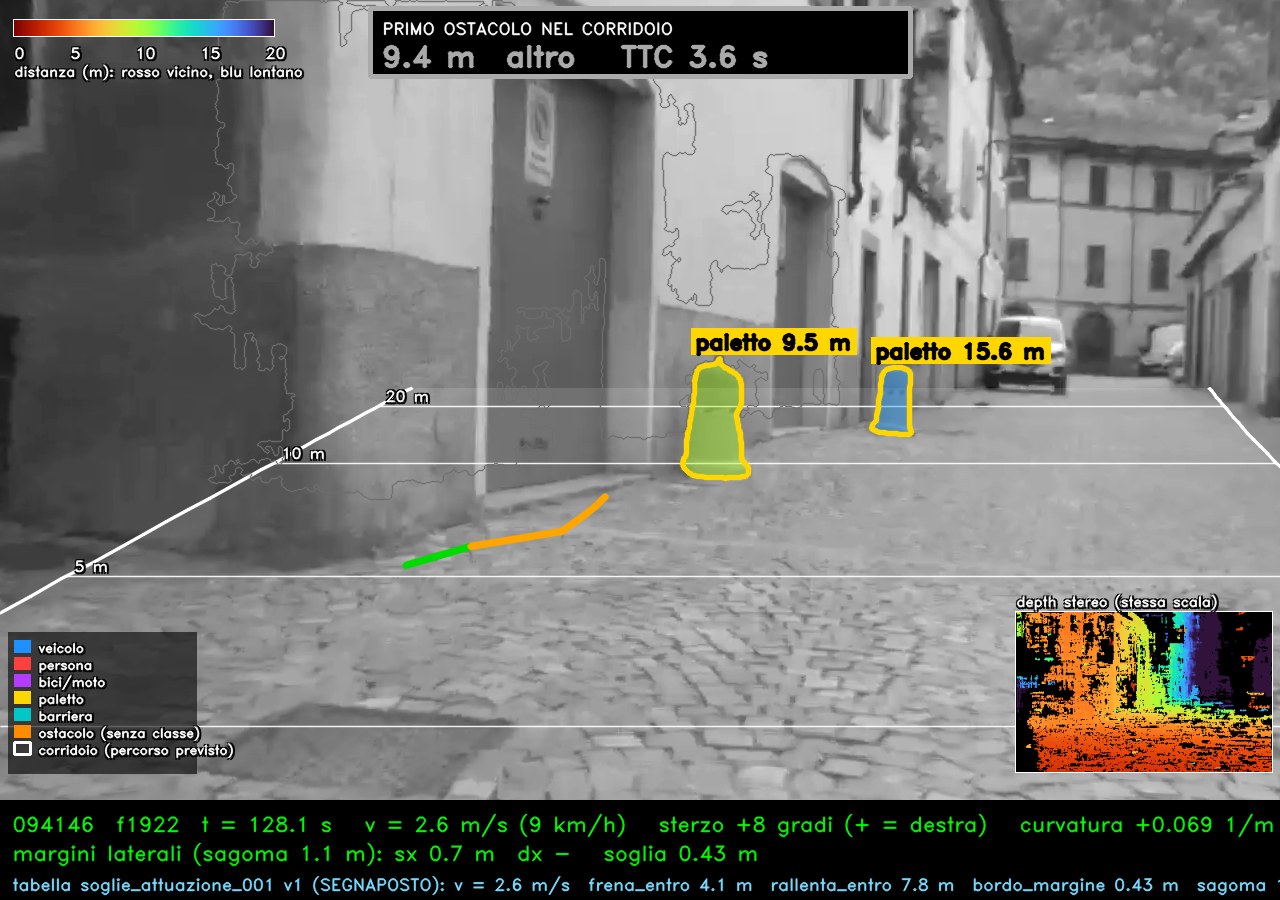 PRIMO OSTACOLO NEL CORRIDOIO
9.4 m altro TTC 3.6 s
0 5 10 15 20
distanza (m): rosso vicino, blu lontano
paletto 9.5 m
paletto 15.6 m
20 m
10 m
5 m
depth stereo (stessa scala)
veicolo
persona
bici/moto
paletto
barriera
ostacolo (senza classe)
corridoio (percorso previsto)
094146 f1922 t = 128.1 s v = 2.6 m/s (9 km/h) sterzo +8 gradi (+ = destra) curvatura +0.069 1/m
margini laterali (sagoma 1.1 m): sx 0.7 m dx − soglia 0.43 m
tabella soglie_attuazione_001 v1 (SEGNAPOSTO): v = 2.6 m/s frena_entro 4.1 m rallenta_entro 7.8 m bordo_margine 0.43 m sagoma